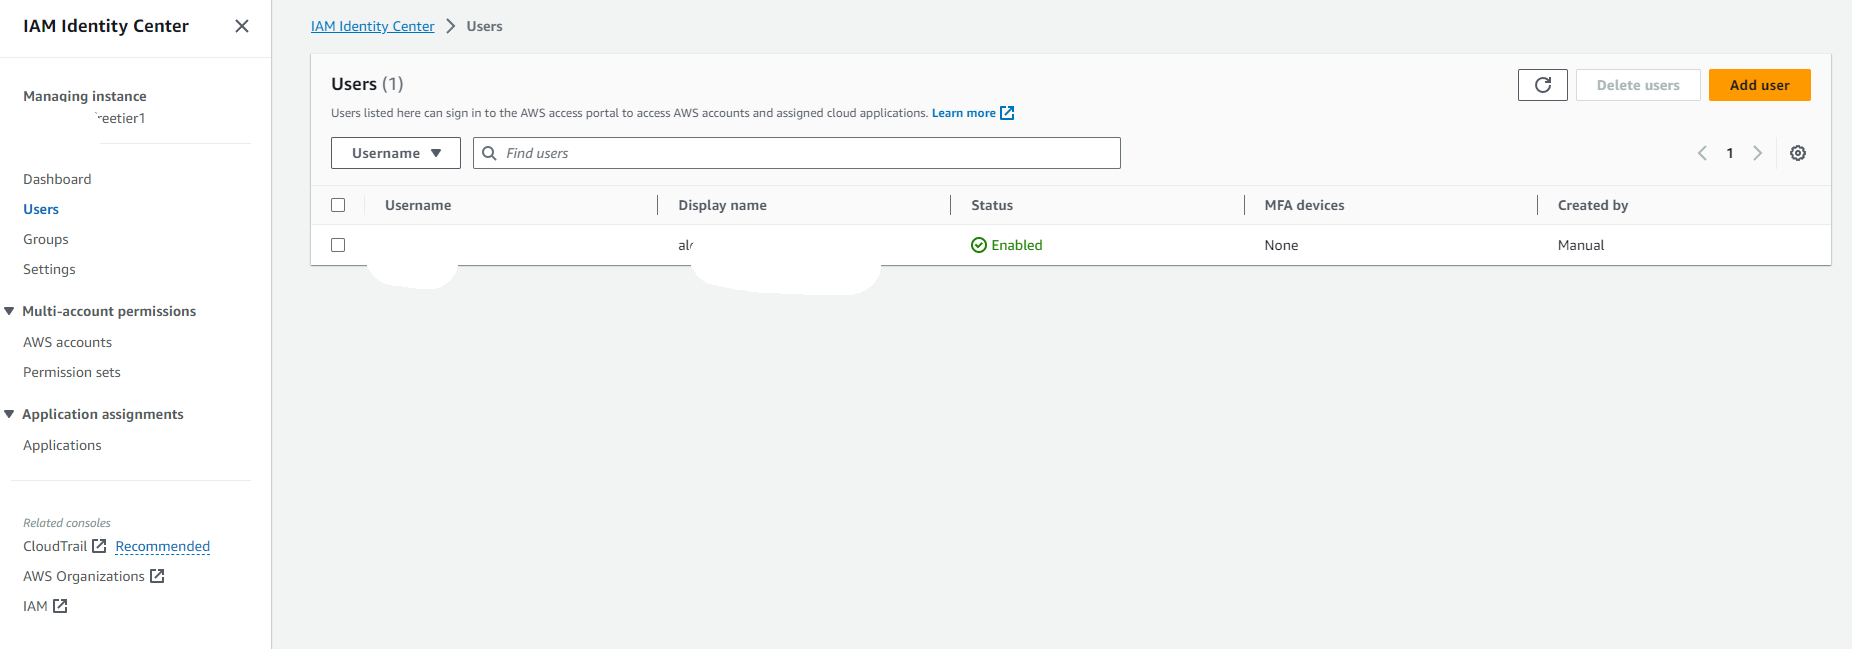 IAM Identity Center
Managing instance
reetier1
Dashboard
Users
Groups
Settings
Multi-account permissions
AWS accounts
Permission sets
Application assignments
Applications
Related consoles
CloudTrail Recommended
AWS Organizations
IAM
IAM Identity Center > Users
Users (1)
Refresh Delete users Add user
Users listed here can sign in to the AWS access portal to access AWS accounts and assigned cloud applications. Learn more
Username Find users
1
Username Display name Status MFA devices Created by
Enabled None Manual